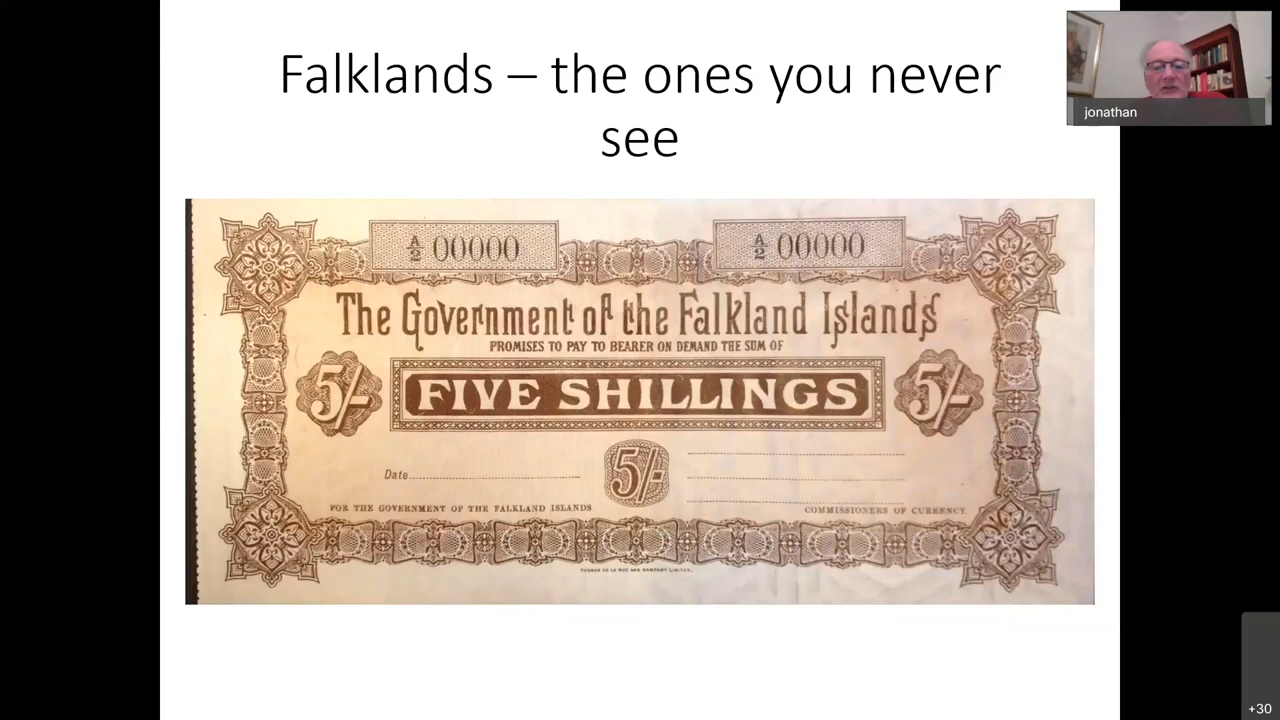 Falklands – the ones you never
see
jonathan
A/2 00000 A/2 00000
The Government of the Falkland Islands
PROMISES TO PAY TO BEARER ON DEMAND THE SUM OF
5/- FIVE SHILLINGS 5/-
Date
5/-
FOR THE GOVERNMENT OF THE FALKLAND ISLANDS
COMMISSIONERS OF CURRENCY.
THOMAS DE LA RUE AND COMPANY LIMITED.
+30